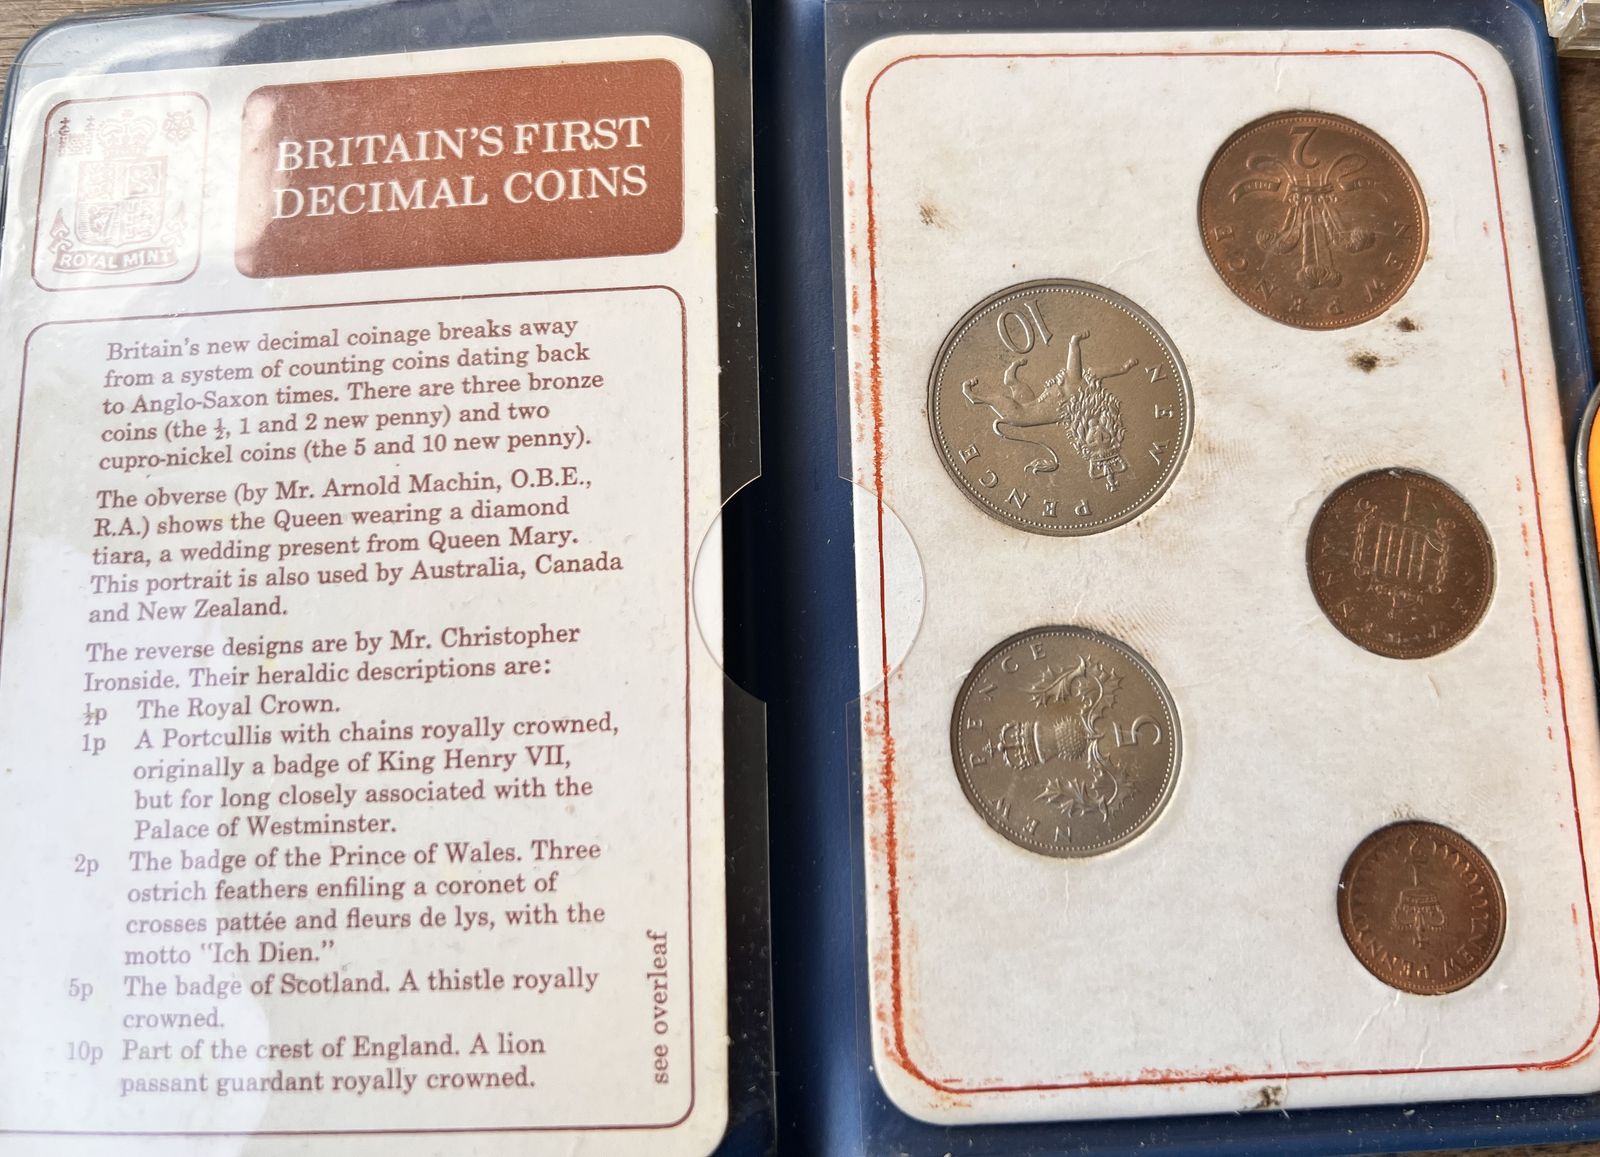 ROYAL MINT
BRITAIN'S FIRST
DECIMAL COINS
Britain's new decimal coinage breaks away
from a system of counting coins dating back
to Anglo-Saxon times. There are three bronze
coins (the ½, 1 and 2 new penny) and two
cupro-nickel coins (the 5 and 10 new penny).
The obverse (by Mr. Arnold Machin, O.B.E.,
R.A.) shows the Queen wearing a diamond
tiara, a wedding present from Queen Mary.
This portrait is also used by Australia, Canada
and New Zealand.
The reverse designs are by Mr. Christopher
Ironside. Their heraldic descriptions are:
½p The Royal Crown.
1p A Portcullis with chains royally crowned,
originally a badge of King Henry VII,
but for long closely associated with the
Palace of Westminster.
2p The badge of the Prince of Wales. Three
ostrich feathers enfiling a coronet of
crosses pattée and fleurs de lys, with the
motto "Ich Dien."
5p The badge of Scotland. A thistle royally
crowned.
10p Part of the crest of England. A lion
passant guardant royally crowned.
see overleaf
NEW PENCE
2
NEW PENCE
10
NEW PENNY
1
NEW PENCE
5
NEW PENNY
½